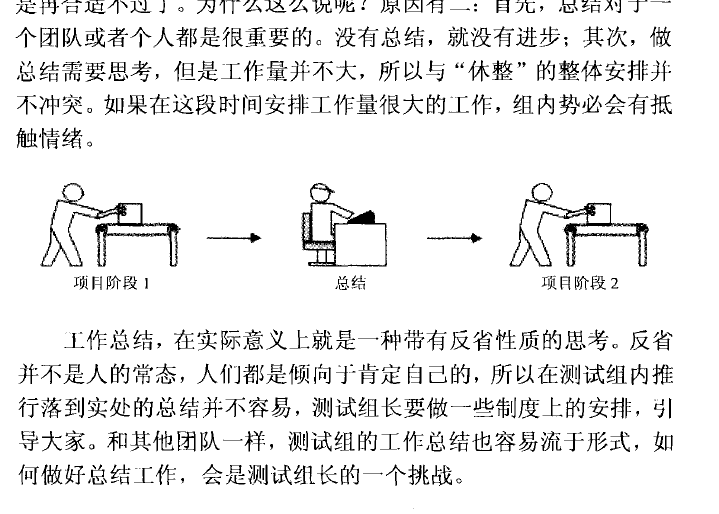 是再合适不过了。为什么这么说呢？原因有二：首先，总结对于一
个团队或者个人都是很重要的。没有总结，就没有进步；其次，做
总结需要思考，但是工作量并不大，所以与“休整”的整体安排并
不冲突。如果在这段时间安排工作量很大的工作，组内势必会有抵
触情绪。
项目阶段 1
总结
项目阶段 2
工作总结，在实际意义上就是一种带有反省性质的思考。反省
并不是人的常态，人们都是倾向于肯定自己的，所以在测试组内推
行落到实处的总结并不容易，测试组长要做一些制度上的安排，引
导大家。和其他团队一样，测试组的工作总结也容易流于形式，如
何做好总结工作，会是测试组长的一个挑战。